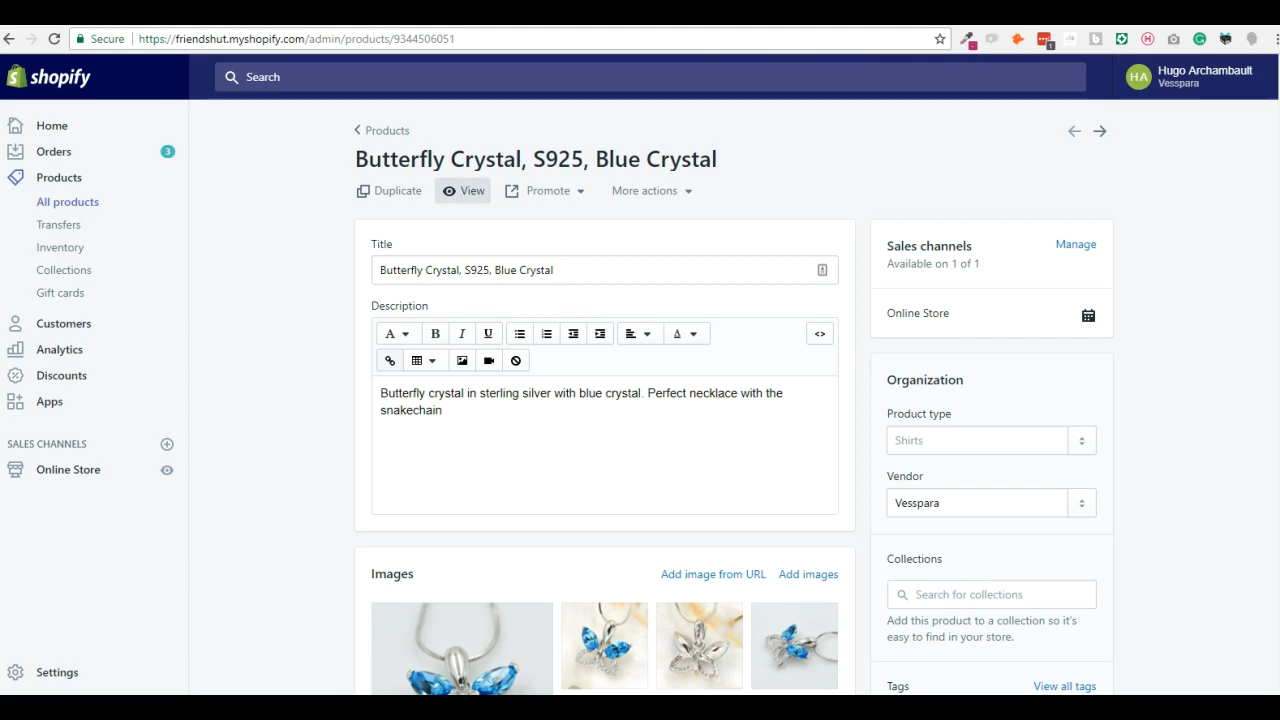 Secure
https://friendshut.myshopify.com/admin/products/9344506051
1
shopify
Search
HA
Hugo Archambault
Vesspara
Home
Orders
3
Products
All products
Transfers
Inventory
Collections
Gift cards
Customers
Analytics
Discounts
Apps
SALES CHANNELS
Online Store
Settings
Products
Butterfly Crystal, S925, Blue Crystal
Duplicate
View
Promote
More actions
Title
Butterfly Crystal, S925, Blue Crystal
Description
A
B
I
U
A
<>
Butterfly crystal in sterling silver with blue crystal. Perfect necklace with the
snakechain
Images
Add image from URL
Add images
Sales channels
Manage
Available on 1 of 1
Online Store
Organization
Product type
Shirts
Vendor
Vesspara
Collections
Search for collections
Add this product to a collection so it's
easy to find in your store.
Tags
View all tags